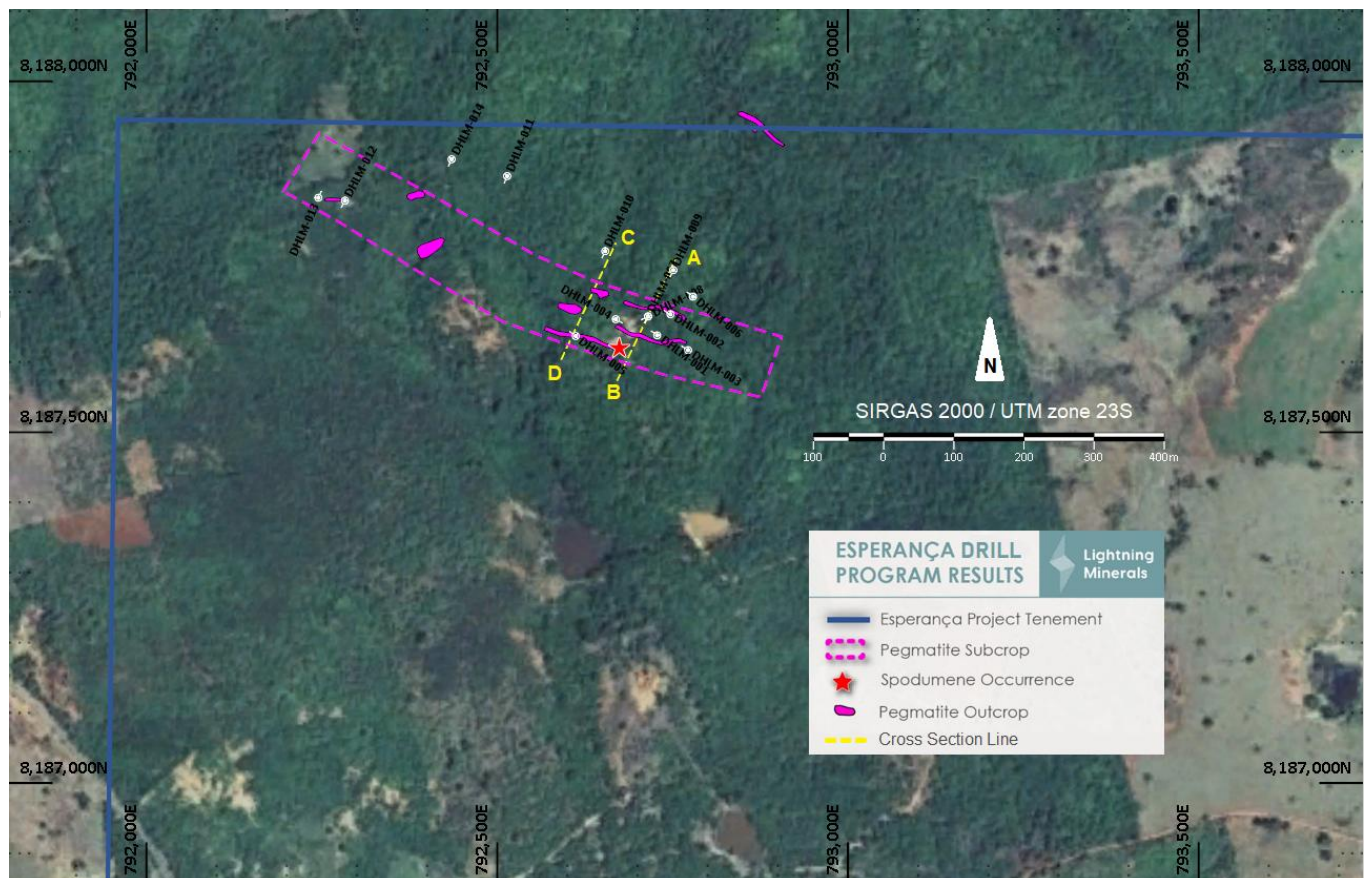 792,000E
792,500E
793,000E
793,500E
8,188,000N
8,188,000N
DHLM-014
DHLM-011
DHLM-012
DHLM-013
DHLM-010
C
DHLM-009
A
DHLM-004
DHLM-006
DHLM-002
DHLM-001
DHLM-003
DHLM-005
D
B
N
SIRGAS 2000 / UTM zone 23S
100 0 100 200 300 400m
8,187,500N
8,187,500N
ESPERANÇA DRILL
PROGRAM RESULTS
Lightning
Minerals
Esperança Project Tenement
Pegmatite Subcrop
Spodumene Occurrence
Pegmatite Outcrop
Cross Section Line
8,187,000N
8,187,000N
792,000E
792,500E
793,000E
793,500E